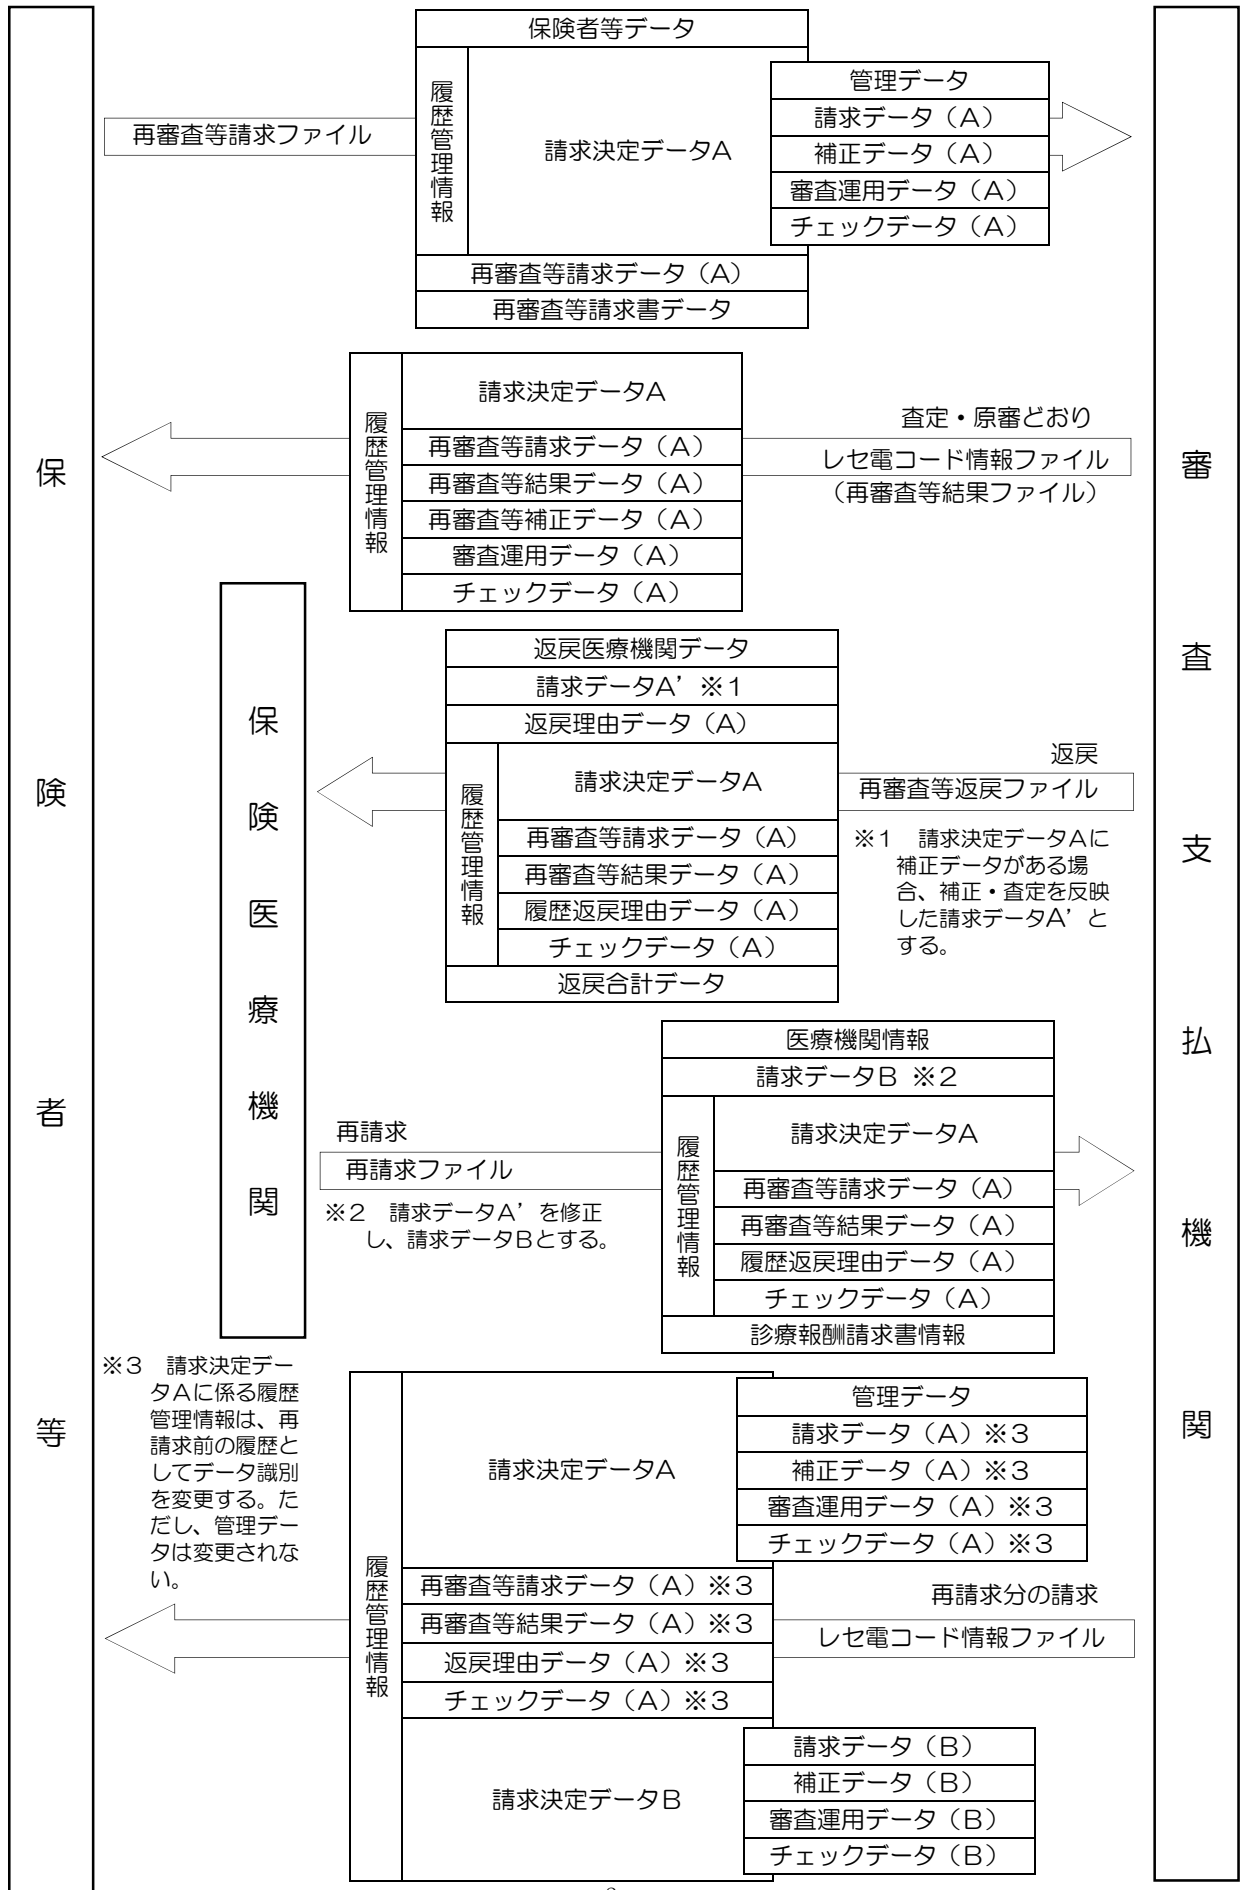 保険者等データ
履歴管理情報
請求決定データA
管理データ
請求データ（A）
補正データ（A）
審査運用データ（A）
チェックデータ（A）
再審査等請求ファイル
再審査等請求データ（A）
再審査等請求書データ
履歴管理情報
請求決定データA
再審査等請求データ（A）
再審査等結果データ（A）
再審査等補正データ（A）
審査運用データ（A）
チェックデータ（A）
査定・原審どおり
レセ電コード情報ファイル
（再審査等結果ファイル）
保険者等
審査支払機関
保険医療機関
返戻医療機関データ
請求データA’ ※1
返戻理由データ（A）
履歴管理情報
請求決定データA
再審査等請求データ（A）
再審査等結果データ（A）
履歴返戻理由データ（A）
チェックデータ（A）
返戻合計データ
返戻
再審査等返戻ファイル
※1　請求決定データAに
補正データがある場
合、補正・査定を反映
した請求データA’と
する。
医療機関情報
請求データB ※2
履歴管理情報
請求決定データA
再審査等請求データ（A）
再審査等結果データ（A）
履歴返戻理由データ（A）
チェックデータ（A）
診療報酬請求書情報
再請求
再請求ファイル
※2　請求データA’を修正
し、請求データBとする。
※3　請求決定デー
タAに係る履歴
管理情報は、再
請求前の履歴と
してデータ識別
を変更する。た
だし、管理デー
タは変更されな
い。
履歴管理情報
請求決定データA
管理データ
請求データ（A）※3
補正データ（A）※3
審査運用データ（A）※3
チェックデータ（A）※3
再審査等請求データ（A）※3
再審査等結果データ（A）※3
返戻理由データ（A）※3
チェックデータ（A）※3
再請求分の請求
レセ電コード情報ファイル
請求決定データB
請求データ（B）
補正データ（B）
審査運用データ（B）
チェックデータ（B）